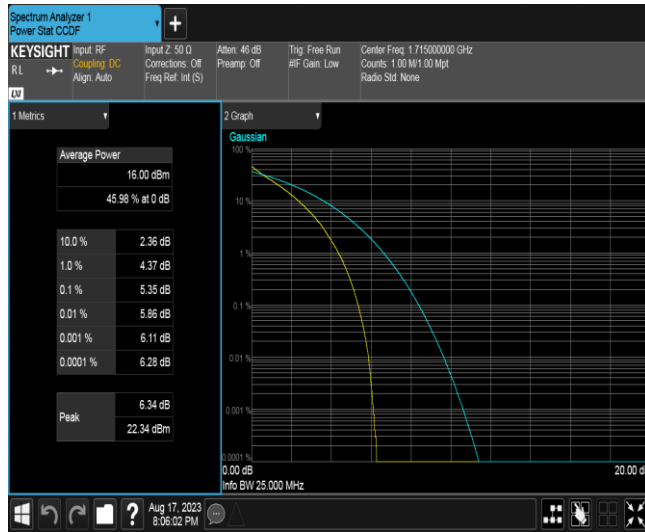 Spectrum Analyzer 1
Power Stat CCDF
+
KEYSIGHT
RL
LXI
Input: RF
Coupling: DC
Align: Auto
Input Z: 50 Ω
Corrections: Off
Freq Ref: Int (S)
Atten: 46 dB
Preamp: Off
Trig: Free Run
#IF Gain: Low
Center Freq: 1.715000000 GHz
Counts: 1.00 M/1.00 Mpt
Radio Std: None
1 Metrics
Average Power
16.00 dBm
45.98 % at 0 dB
10.0 % 2.36 dB
1.0 % 4.37 dB
0.1 % 5.35 dB
0.01 % 5.86 dB
0.001 % 6.11 dB
0.0001 % 6.28 dB
Peak
6.34 dB
22.34 dBm
2 Graph
Gaussian
100 %
10 %
1 %
0.1 %
0.01 %
0.001 %
0.0001 %
0.00 dB 20.00 d
Info BW 25.000 MHz
? Aug 17, 2023
8:06:02 PM